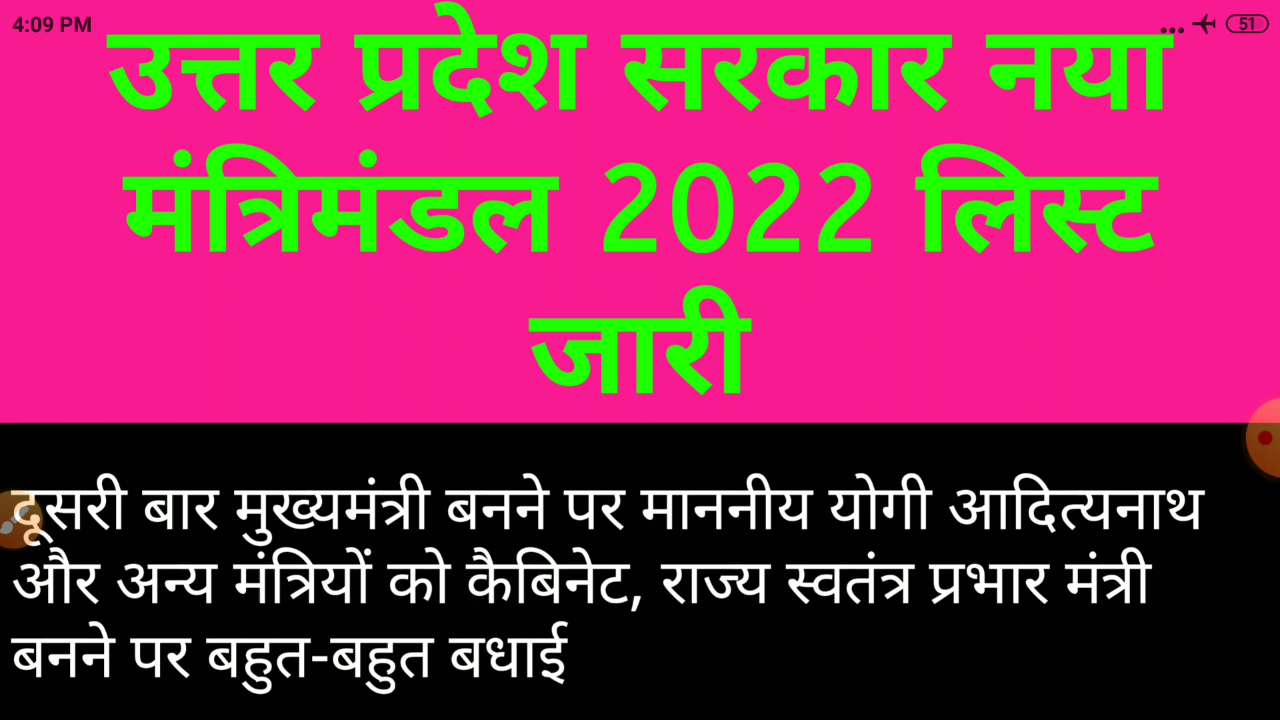 4:09 PM
51
उत्तर प्रदेश सरकार नया
मंत्रिमंडल 2022 लिस्ट
जारी
दूसरी बार मुख्यमंत्री बनने पर माननीय योगी आदित्यनाथ
और अन्य मंत्रियों को कैबिनेट, राज्य स्वतंत्र प्रभार मंत्री
बनने पर बहुत-बहुत बधाई